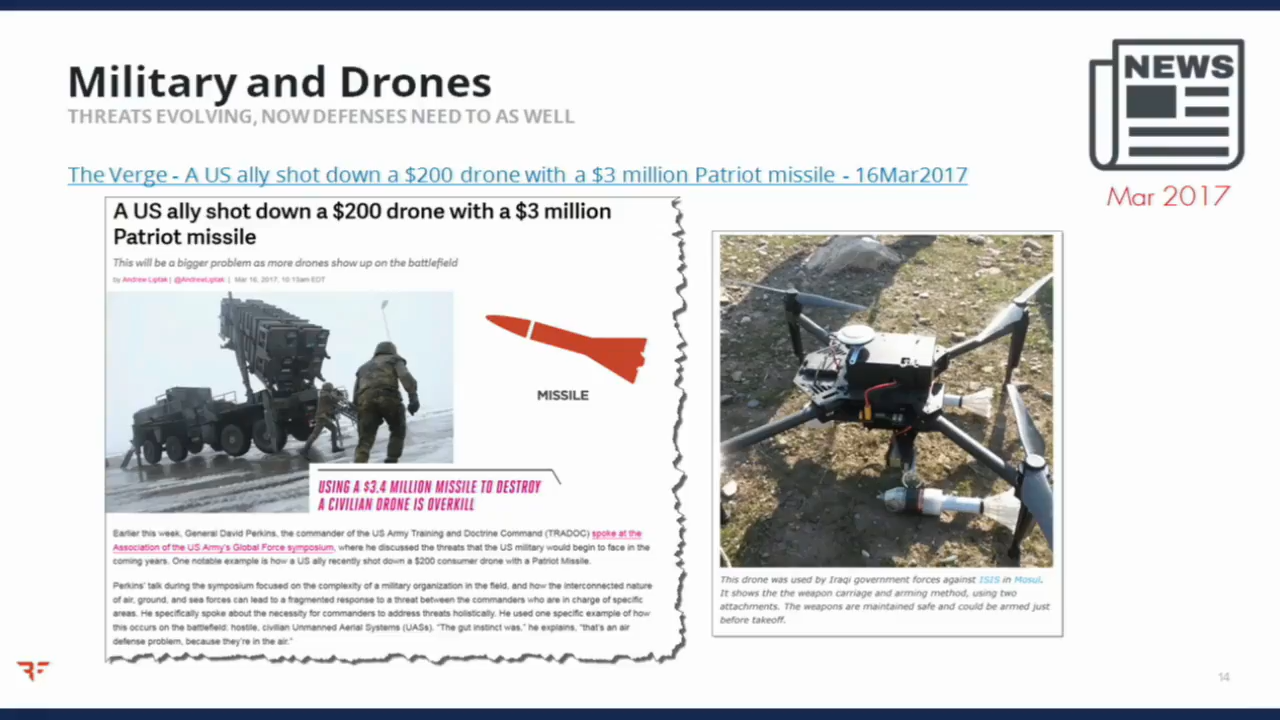 Military and Drones
THREATS EVOLVING, NOW DEFENSES NEED TO AS WELL
NEWS
Mar 2017
The Verge - A US ally shot down a $200 drone with a $3 million Patriot missile - 16Mar2017
A US ally shot down a $200 drone with a $3 million
Patriot missile
This will be a bigger problem as more drones show up on the battlefield
by Andrew Liptak | @AndrewLiptak | Mar 16, 2017, 10:13am EDT
MISSILE
USING A $3.4 MILLION MISSILE TO DESTROY
A CIVILIAN DRONE IS OVERKILL
Earlier this week, General David Perkins, the commander of the US Army Training and Doctrine Command (TRADOC) spoke at the
Association of the US Army's Global Force symposium, where he discussed the threats that the US military would begin to face in the
coming years. One notable example is how a US ally recently shot down a $200 consumer drone with a Patriot Missile.
Perkins' talk during the symposium focused on the complexity of a military organization in the field, and how the interconnected nature
of air, ground, and sea forces can lead to a fragmented response to a threat between the commanders who are in charge of specific
areas. He specifically spoke about the necessity for commanders to address threats holistically. He used one specific example of how
this occurs on the battlefield: hostile, civilian Unmanned Aerial Systems (UASs). "The gut instinct was," he explains, "that's an air
defense problem, because they're in the air."
This drone was used by Iraqi government forces against ISIS in Mosul.
It shows the the weapon carriage and arming method, using two
attachments. The weapons are maintained safe and could be armed just
before takeoff.
RF
14